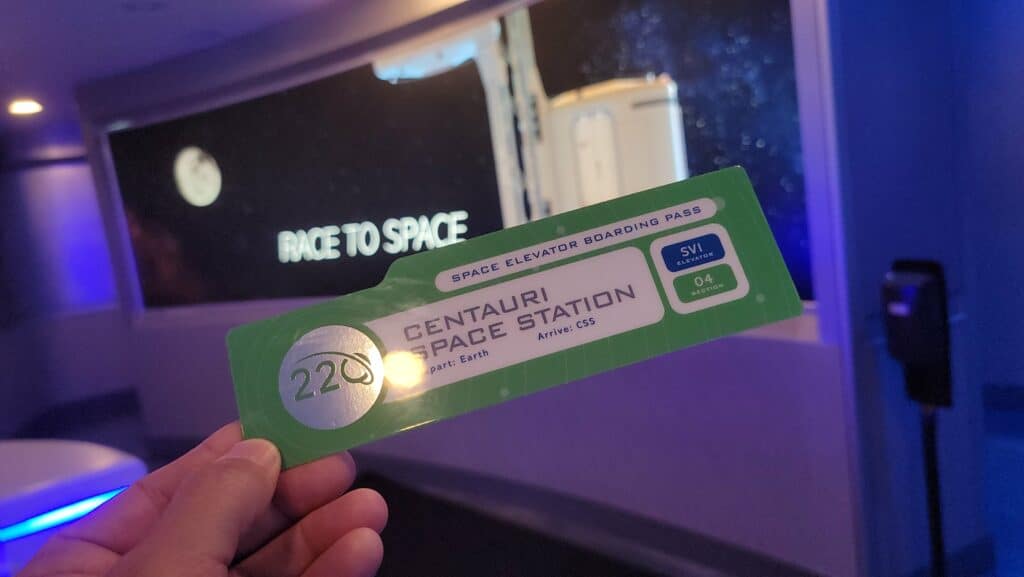 RACE TO SPACE
SPACE ELEVATOR BOARDING PASS
SVI
ELEVATOR
04
SECTION
CENTAURI
SPACE STATION
part: Earth
Arrive: CSS
220